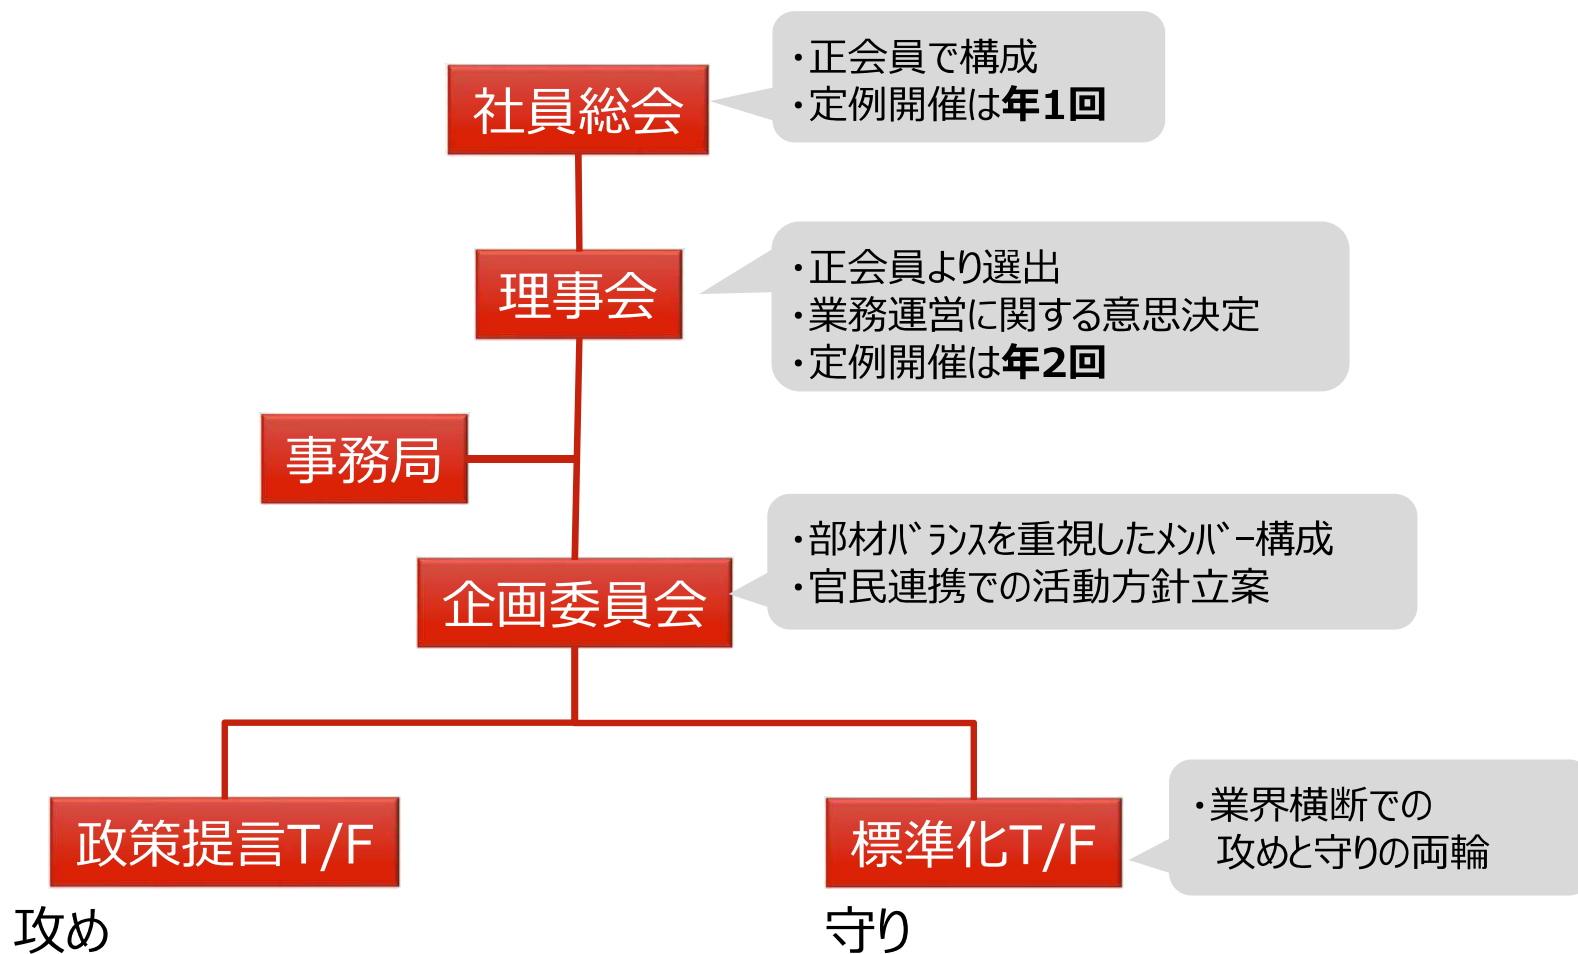 社員総会
・正会員で構成
・定例開催は年1回
理事会
・正会員より選出
・業務運営に関する意思決定
・定例開催は年2回
事務局
企画委員会
・部材ﾊﾞﾗﾝｽを重視したﾒﾝﾊﾞｰ構成
・官民連携での活動方針立案
政策提言T/F
標準化T/F
・業界横断での
攻めと守りの両輪
攻め
守り